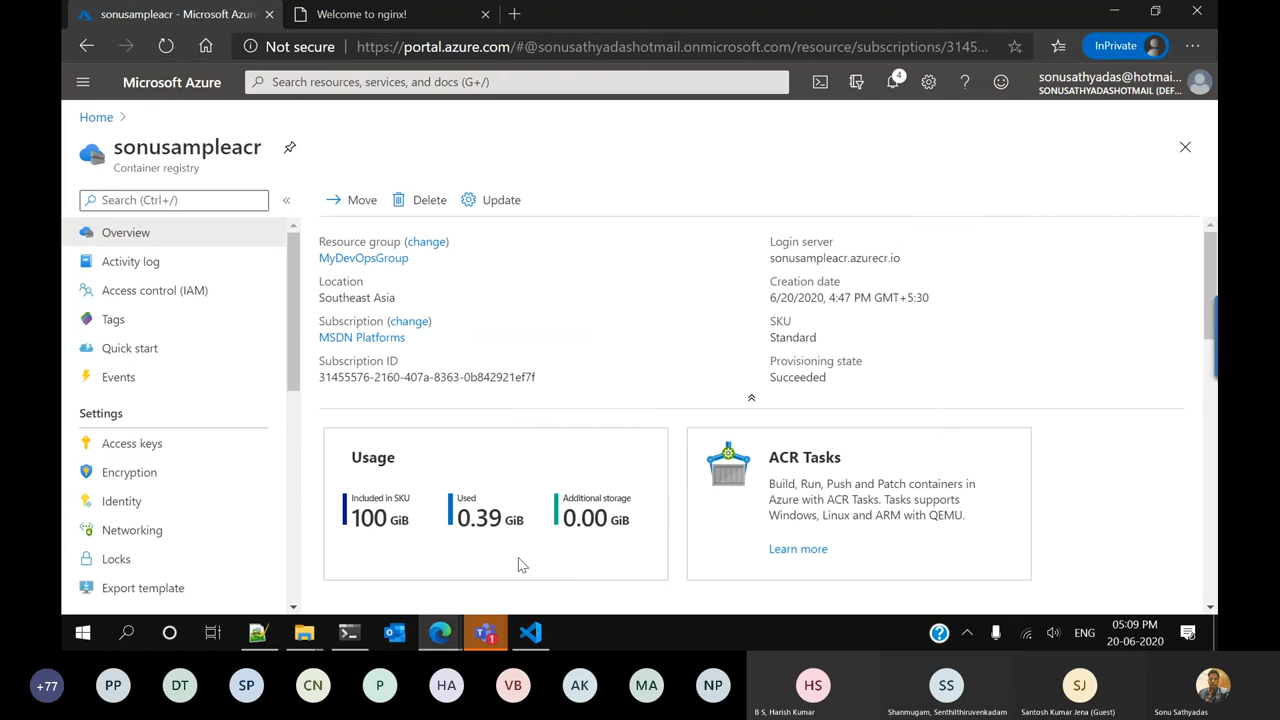 sonusampleacr - Microsoft Azure
Welcome to nginx!
Not secure
https://portal.azure.com/#@sonusathyadashotmail.onmicrosoft.com/resource/subscriptions/3145...
InPrivate
Microsoft Azure
Search resources, services, and docs (G+/)
4
sonusathyadas@hotmai...
SONUSATHYADASHOTMAIL (DEF...
Home
sonusampleacr
Container registry
Search (Ctrl+/)
Overview
Activity log
Access control (IAM)
Tags
Quick start
Events
Settings
Access keys
Encryption
Identity
Networking
Locks
Export template
Move
Delete
Update
Resource group (change)
MyDevOpsGroup
Location
Southeast Asia
Subscription (change)
MSDN Platforms
Subscription ID
31455576-2160-407a-8363-0b842921ef7f
Login server
sonusampleacr.azurecr.io
Creation date
6/20/2020, 4:47 PM GMT+5:30
SKU
Standard
Provisioning state
Succeeded
Usage
Included in SKU
100 GiB
Used
0.39 GiB
Additional storage
0.00 GiB
ACR Tasks
Build, Run, Push and Patch containers in
Azure with ACR Tasks. Tasks supports
Windows, Linux and ARM with QEMU.
Learn more
1
ENG
05:09 PM
20-06-2020
+77
PP
DT
SP
CN
P
HA
VB
AK
MA
NP
HS
B S, Harish Kumar
SS
Shanmugam, Senthilthiruvenkadam
SJ
Santosh Kumar Jena (Guest)
Sonu Sathyadas